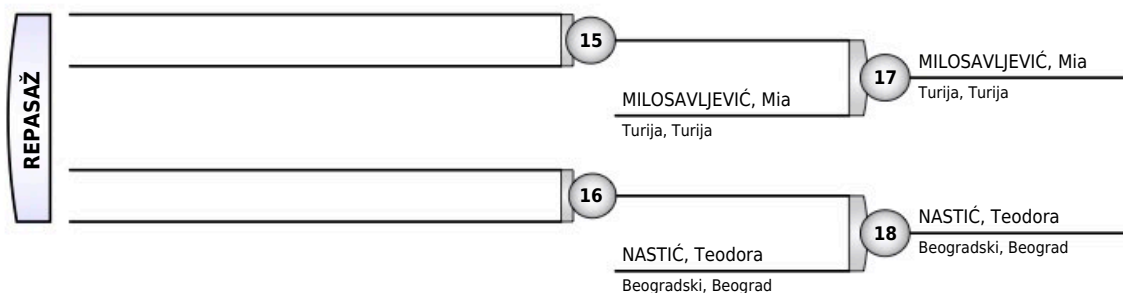 REPASAŽ
15
17
MILOSAVLJEVIĆ, Mia
Turija, Turija
MILOSAVLJEVIĆ, Mia
Turija, Turija
16
18
NASTIĆ, Teodora
Beogradski, Beograd
NASTIĆ, Teodora
Beogradski, Beograd